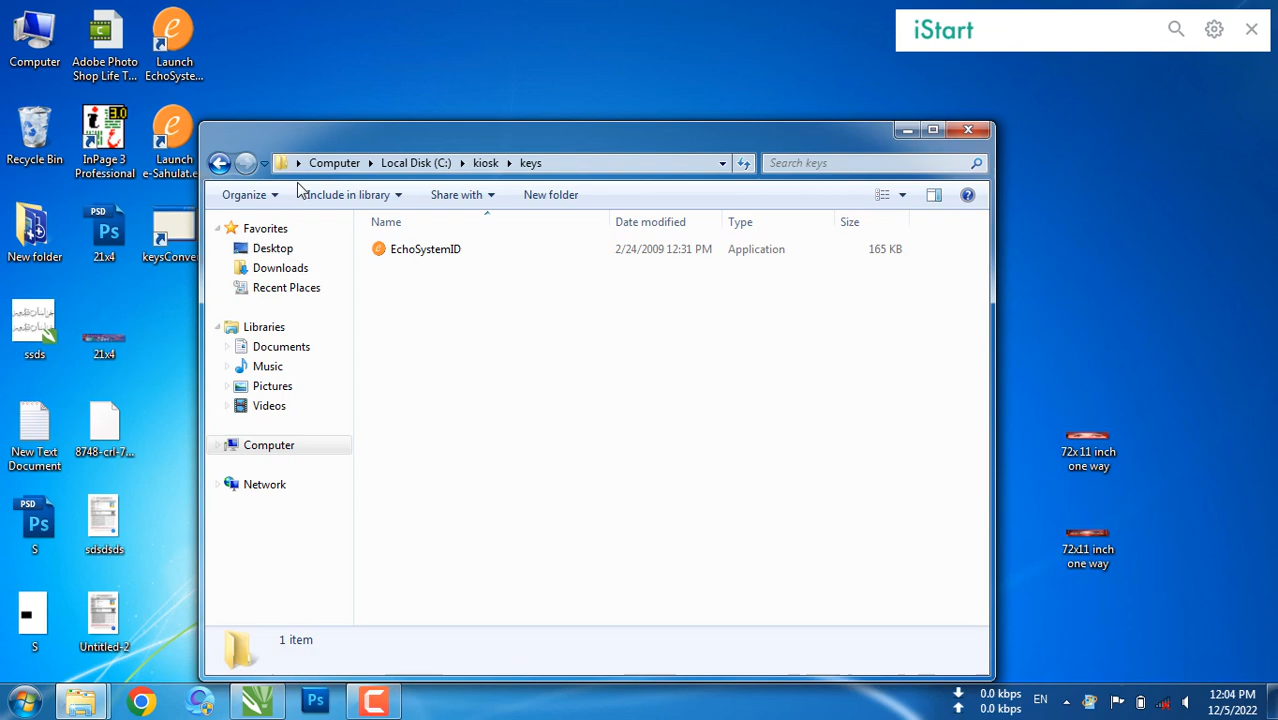 iStart
Computer
Adobe Photo
Shop Life T...
Launch
EchoSyste...
Recycle Bin
InPage 3
Professional
Launch
e-Sahulat.e
New folder
PSD
Ps
21x4
keysConve
ssds
21x4
New Text
Document
8748-crl-7...
PSD
Ps
S
sdsdsds
S
Untitled-2
Computer
Local Disk (C:)
kiosk
keys
Search keys
Organize
Include in library
Share with
New folder
Name
Date modified
Type
Size
EchoSystemID
2/24/2009 12:31 PM
Application
165 KB
Favorites
Desktop
Downloads
Recent Places
Libraries
Documents
Music
Pictures
Videos
Computer
Network
1 item
72x 11 inch
one way
72x11 inch
one way
Ps
0.0 kbps
0.0 kbps
EN
12:04 PM
12/5/2022